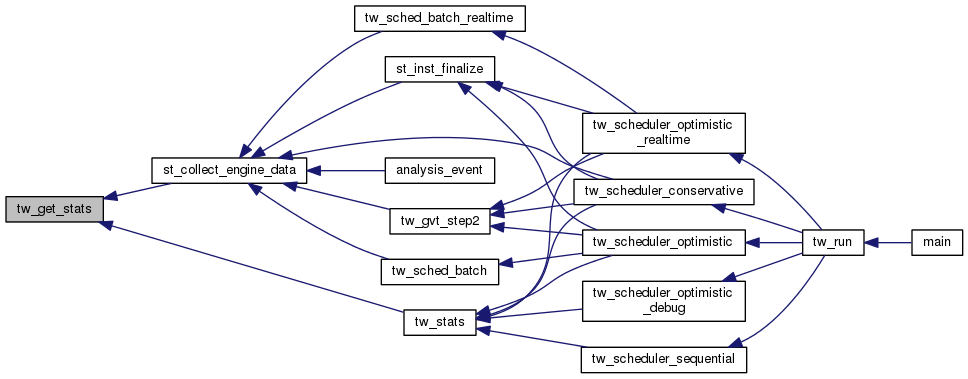 tw_sched_batch_realtime
st_inst_finalize
tw_scheduler_optimistic
_realtime
st_collect_engine_data
analysis_event
tw_scheduler_conservative
tw_get_stats
tw_gvt_step2
tw_scheduler_optimistic
tw_run
main
tw_sched_batch
tw_scheduler_optimistic
_debug
tw_stats
tw_scheduler_sequential